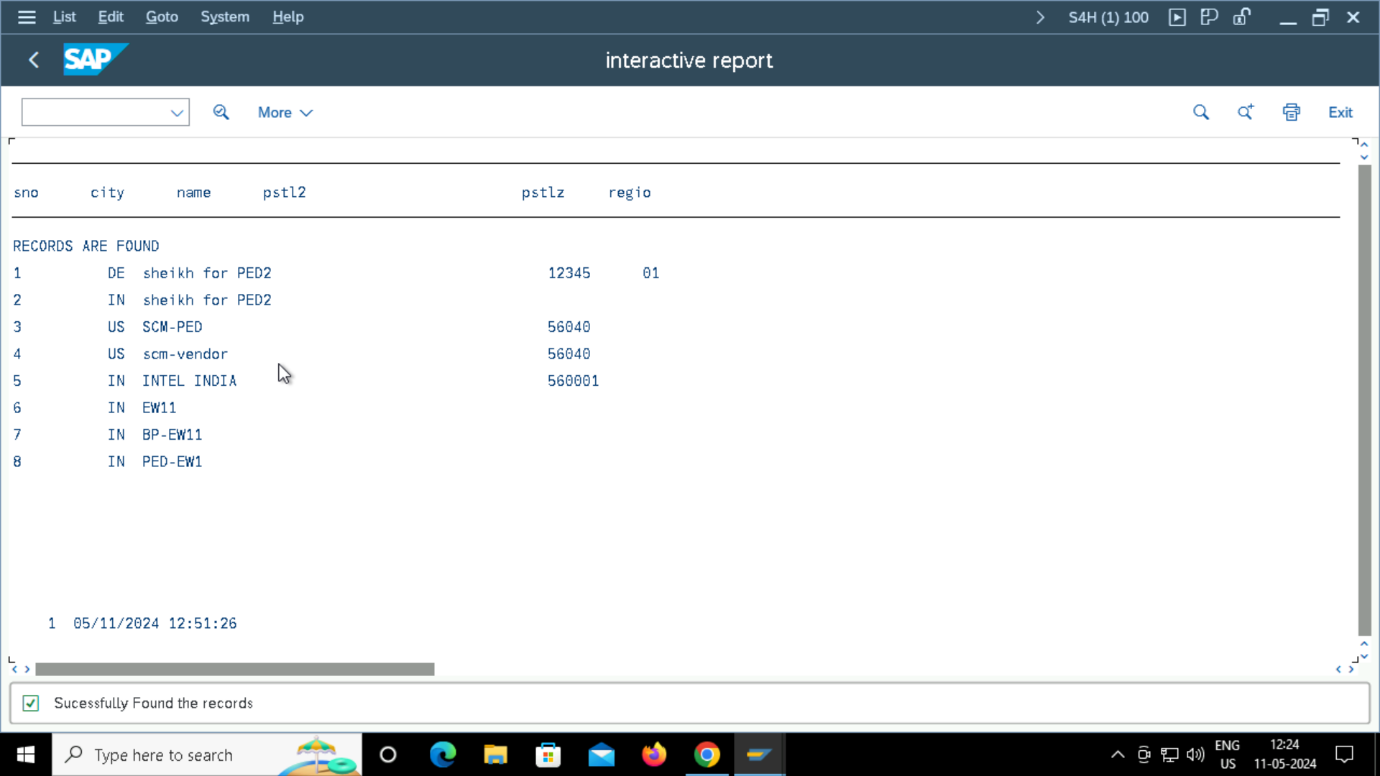 List Edit Goto System Help S4H (1) 100
SAP interactive report
More Exit
sno city name pstl2 pstlz regio
RECORDS ARE FOUND
1 DE sheikh for PED2 12345 01
2 IN sheikh for PED2
3 US SCM-PED 56040
4 US scm-vendor 56040
5 IN INTEL INDIA 560001
6 IN EW11
7 IN BP-EW11
8 IN PED-EW1
1 05/11/2024 12:51:26
Sucessfully Found the records
Type here to search
ENG
US
12:24
11-05-2024